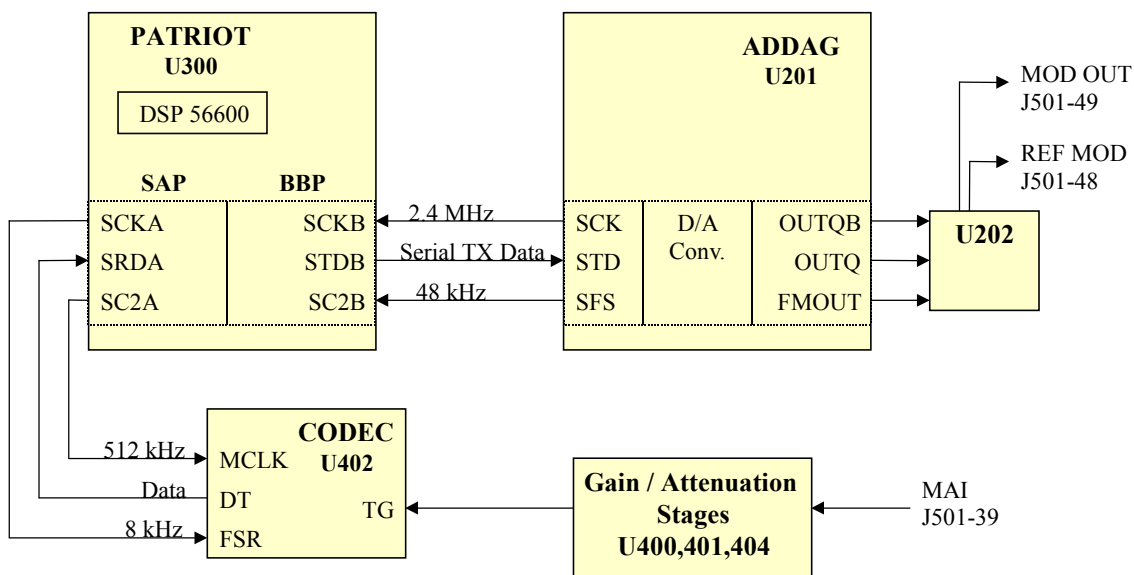 PATRIOT
U300
DSP 56600
SAP
BBP
SCKA
SRDA
SC2A
SCKB
STDB
SC2B
2.4 MHz
Serial TX Data
48 kHz
ADDAG
U201
SCK
STD
SFS
D/A
Conv.
OUTQB
OUTQ
FMOUT
U202
MOD OUT
J501-49
REF MOD
J501-48
512 kHz
Data
8 kHz
CODEC
U402
MCLK
DT
FSR
TG
Gain / Attenuation
Stages
U400,401,404
MAI
J501-39